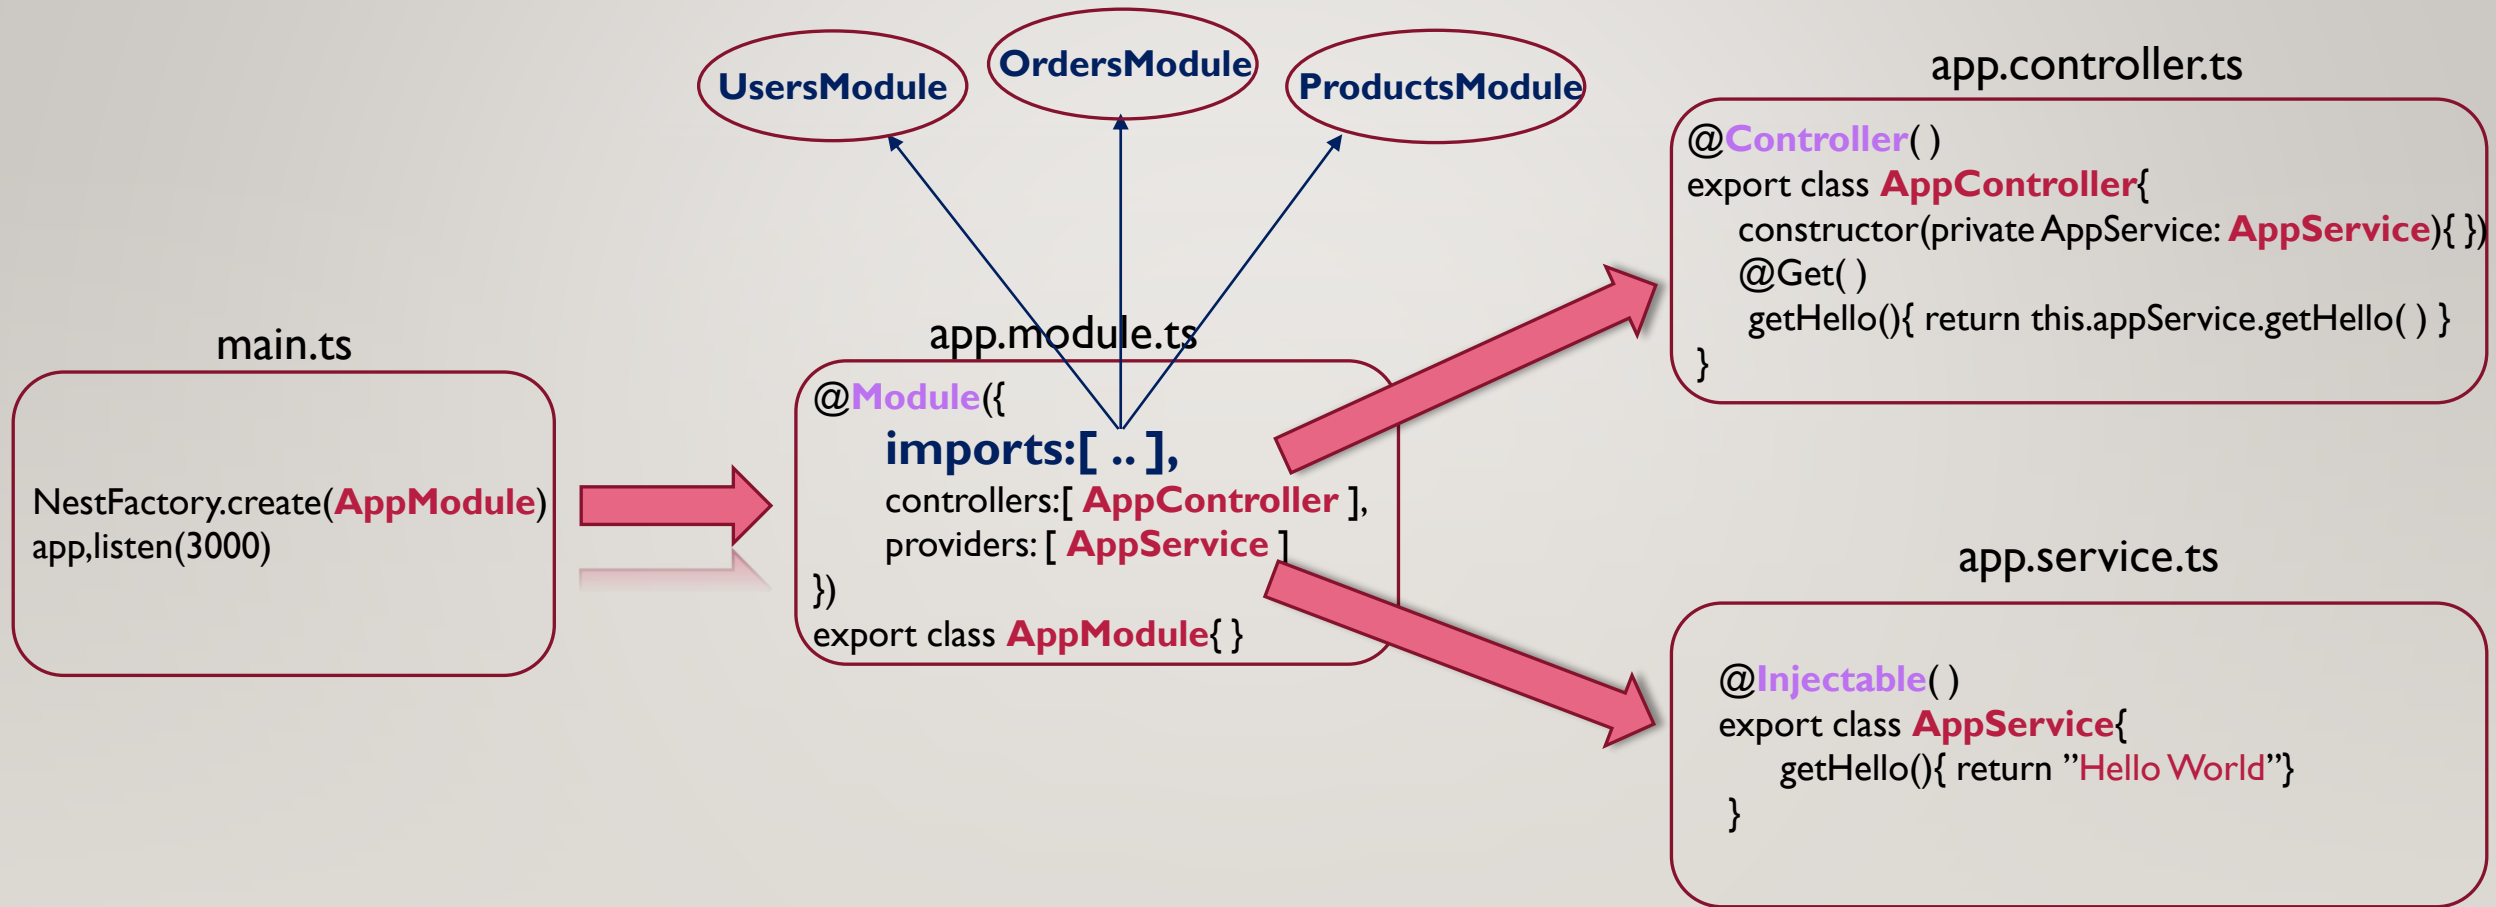 UsersModule
OrdersModule
ProductsModule
main.ts
NestFactory.create(AppModule)
app,listen(3000)
app.module.ts
@Module({
imports:[ .. ],
controllers:[ AppController ],
providers: [ AppService ]
})
export class AppModule{ }
app.controller.ts
@Controller( )
export class AppController{
constructor(private AppService: AppService){ })
@Get( )
getHello(){ return this.appService.getHello( ) }
}
app.service.ts
@Injectable( )
export class AppService{
getHello(){ return ”Hello World”}
}